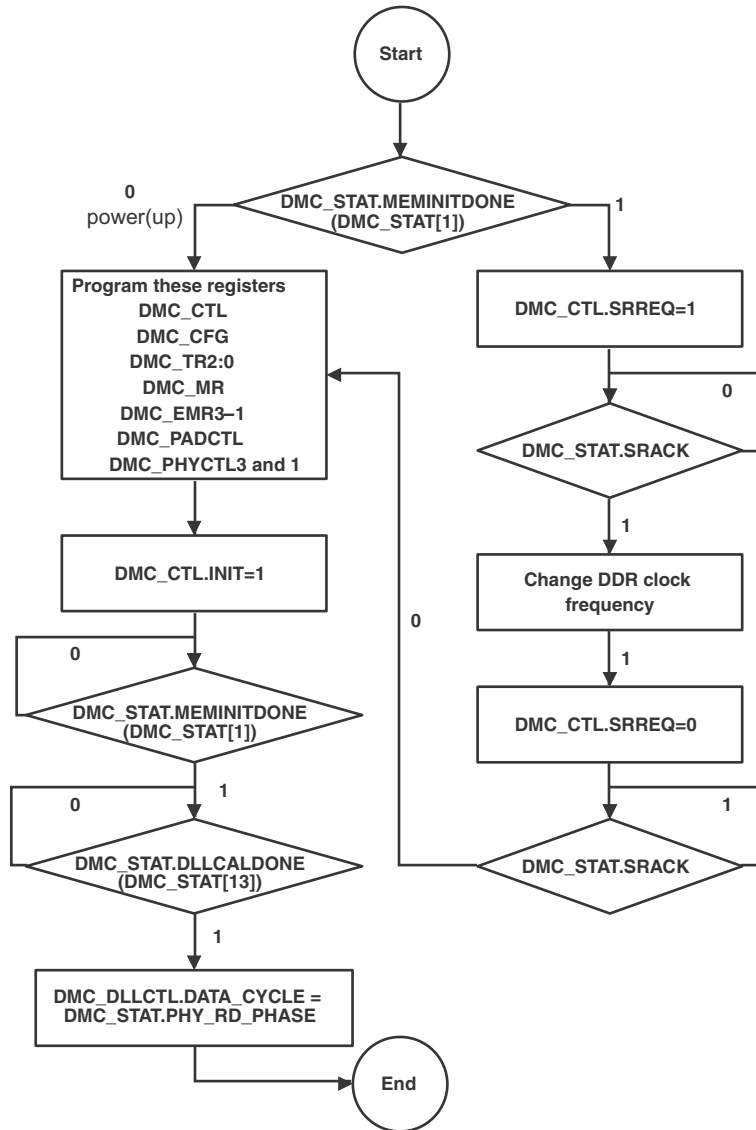 Start
0
power(up)
DMC_STAT.MEMINITDONE
(DMC_STAT[1])
1
Program these registers
DMC_CTL
DMC_CFG
DMC_TR2:0
DMC_MR
DMC_EMR3–1
DMC_PADCTL
DMC_PHYCTL3 and 1
DMC_CTL.SRREQ=1
0
DMC_STAT.SRACK
1
DMC_CTL.INIT=1
Change DDR clock
frequency
0
0
1
DMC_STAT.MEMINITDONE
(DMC_STAT[1])
DMC_CTL.SRREQ=0
1
0
1
DMC_STAT.DLLCALDONE
(DMC_STAT[13])
DMC_STAT.SRACK
1
DMC_DLLCTL.DATA_CYCLE =
DMC_STAT.PHY_RD_PHASE
End